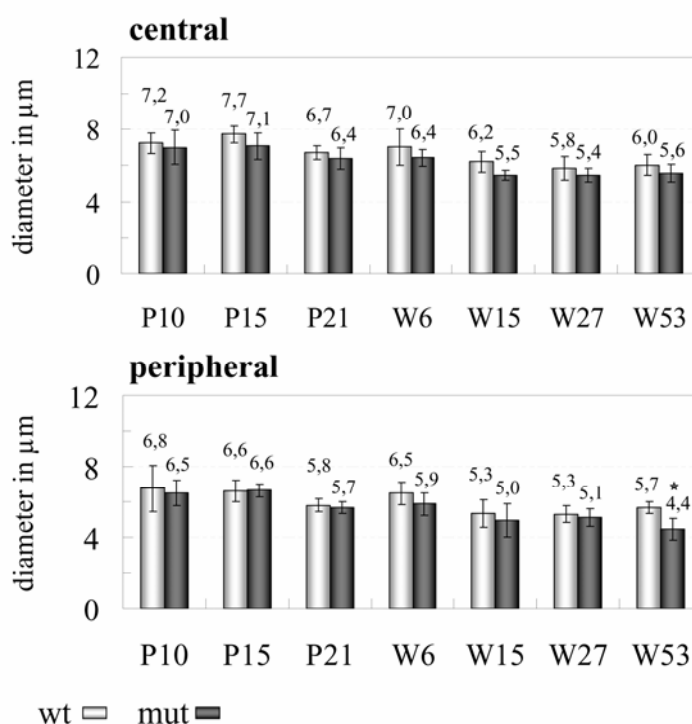 central
12
8
4
0
diameter in µm
7,2 7,0 7,7 7,1 6,7 6,4 7,0 6,4 6,2 5,5 5,8 5,4 6,0 5,6
P10 P15 P21 W6 W15 W27 W53
peripheral
12
8
4
0
diameter in µm
6,8 6,5 6,6 6,6 5,8 5,7 6,5 5,9 5,3 5,0 5,3 5,1 5,7 * 4,4
P10 P15 P21 W6 W15 W27 W53
wt mut